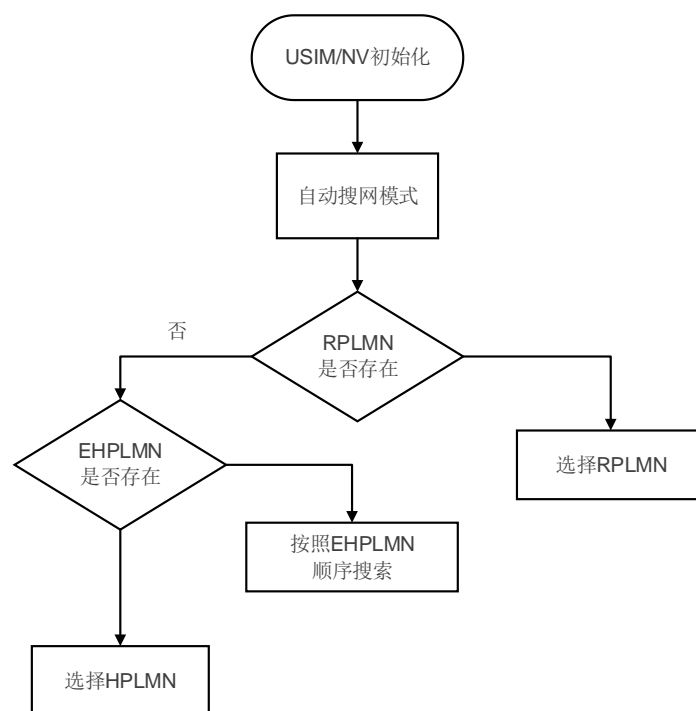 USIM/NV初始化
自动搜网模式
否
RPLMN
是否存在
EHPLMN
是否存在
选择RPLMN
按照EHPLMN
顺序搜索
选择HPLMN